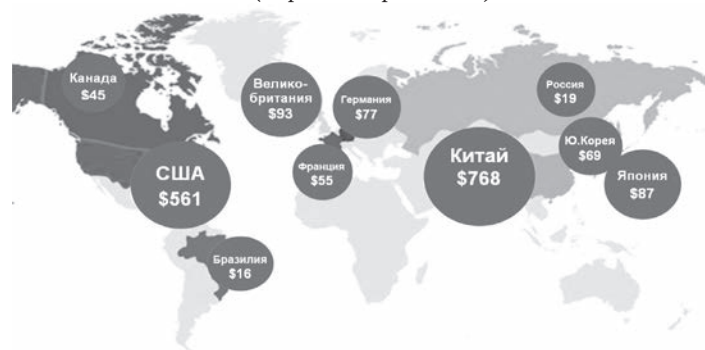 Канада
$45
Велико-
британия
$93
Германия
$77
Россия
$19
США
$561
Франция
$55
Китай
$768
Ю.Корея
$69
Япония
$87
Бразилия
$16